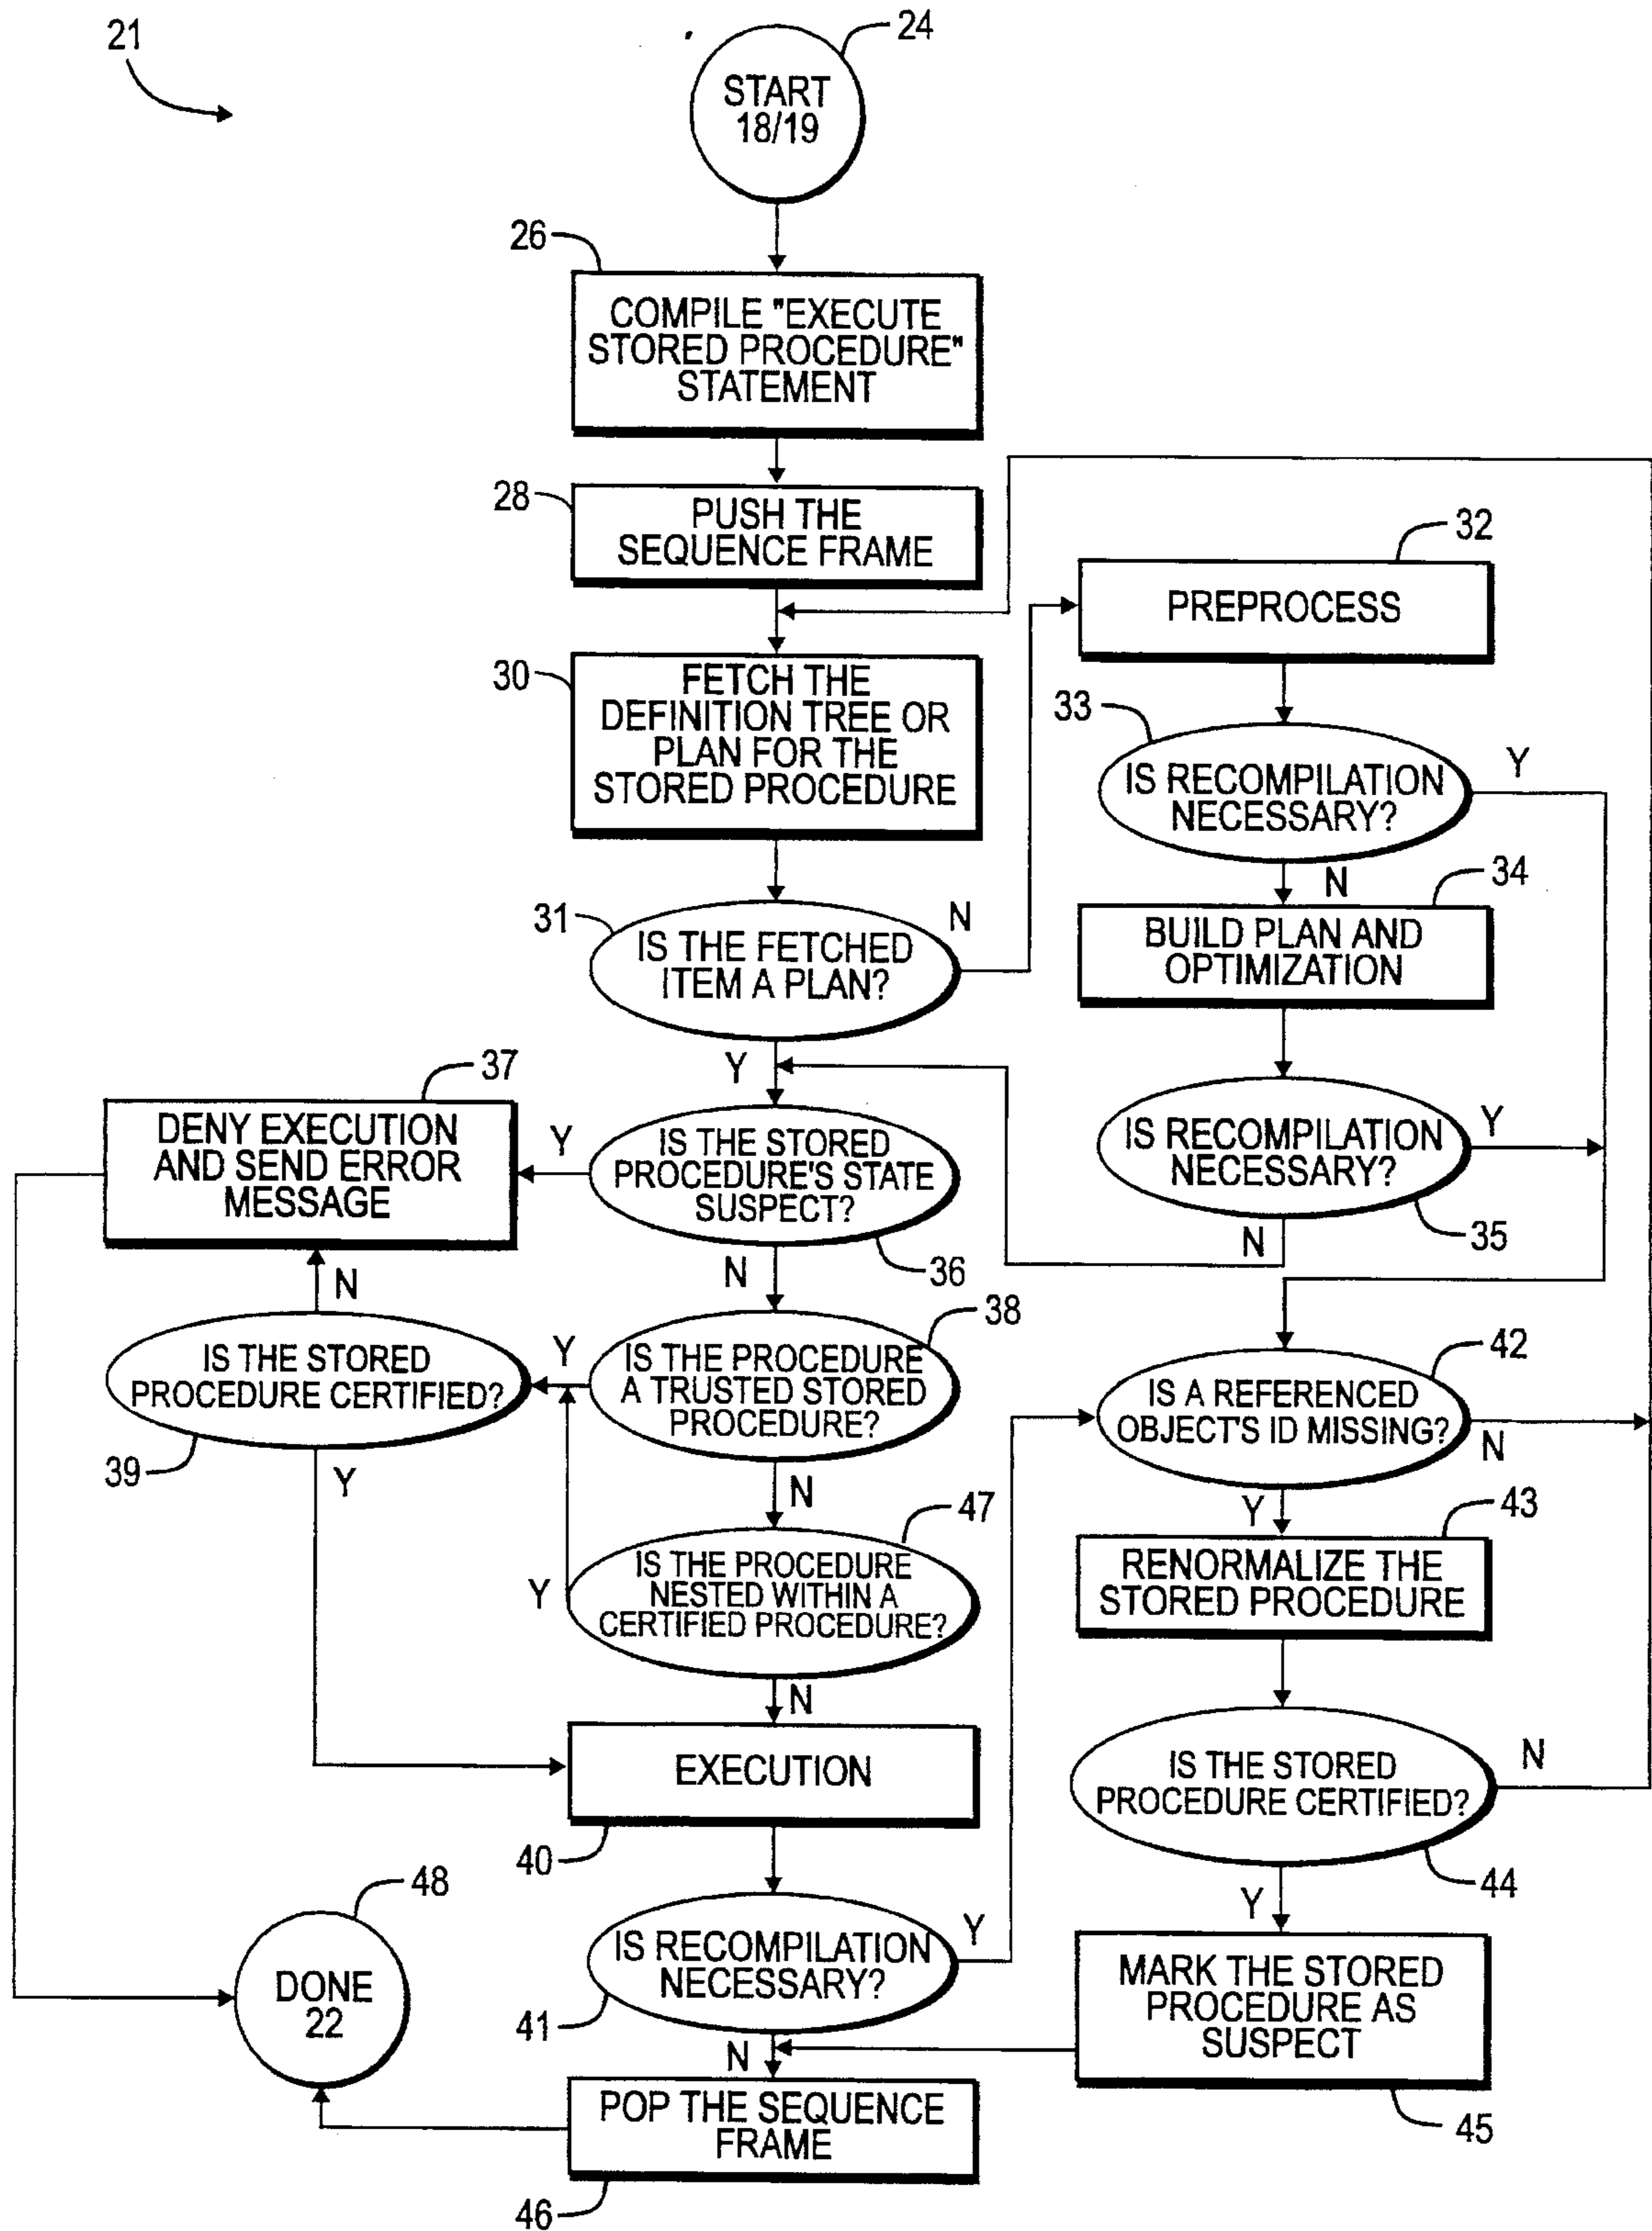 21
24
START
18/19
26
COMPILE "EXECUTE
STORED PROCEDURE"
STATEMENT
28
PUSH THE
SEQUENCE FRAME
32
PREPROCESS
30
FETCH THE
DEFINITION TREE OR
PLAN FOR THE
STORED PROCEDURE
33
IS RECOMPILATION
NECESSARY?
Y
N
34
BUILD PLAN AND
OPTIMIZATION
31
IS THE FETCHED
ITEM A PLAN?
N
Y
IS RECOMPILATION
NECESSARY?
Y
35
N
37
DENY EXECUTION
AND SEND ERROR
MESSAGE
Y
IS THE STORED
PROCEDURE'S STATE
SUSPECT?
36
N
N
38
IS THE STORED
PROCEDURE CERTIFIED?
39
Y
Y
IS THE PROCEDURE
A TRUSTED STORED
PROCEDURE?
N
42
IS A REFERENCED
OBJECT'S ID MISSING?
N
Y
43
RENORMALIZE THE
STORED PROCEDURE
47
IS THE PROCEDURE
NESTED WITHIN A
CERTIFIED PROCEDURE?
Y
N
EXECUTION
40
IS THE STORED
PROCEDURE CERTIFIED?
N
44
Y
48
DONE
22
IS RECOMPILATION
NECESSARY?
Y
41
N
MARK THE STORED
PROCEDURE AS
SUSPECT
45
POP THE SEQUENCE
FRAME
46